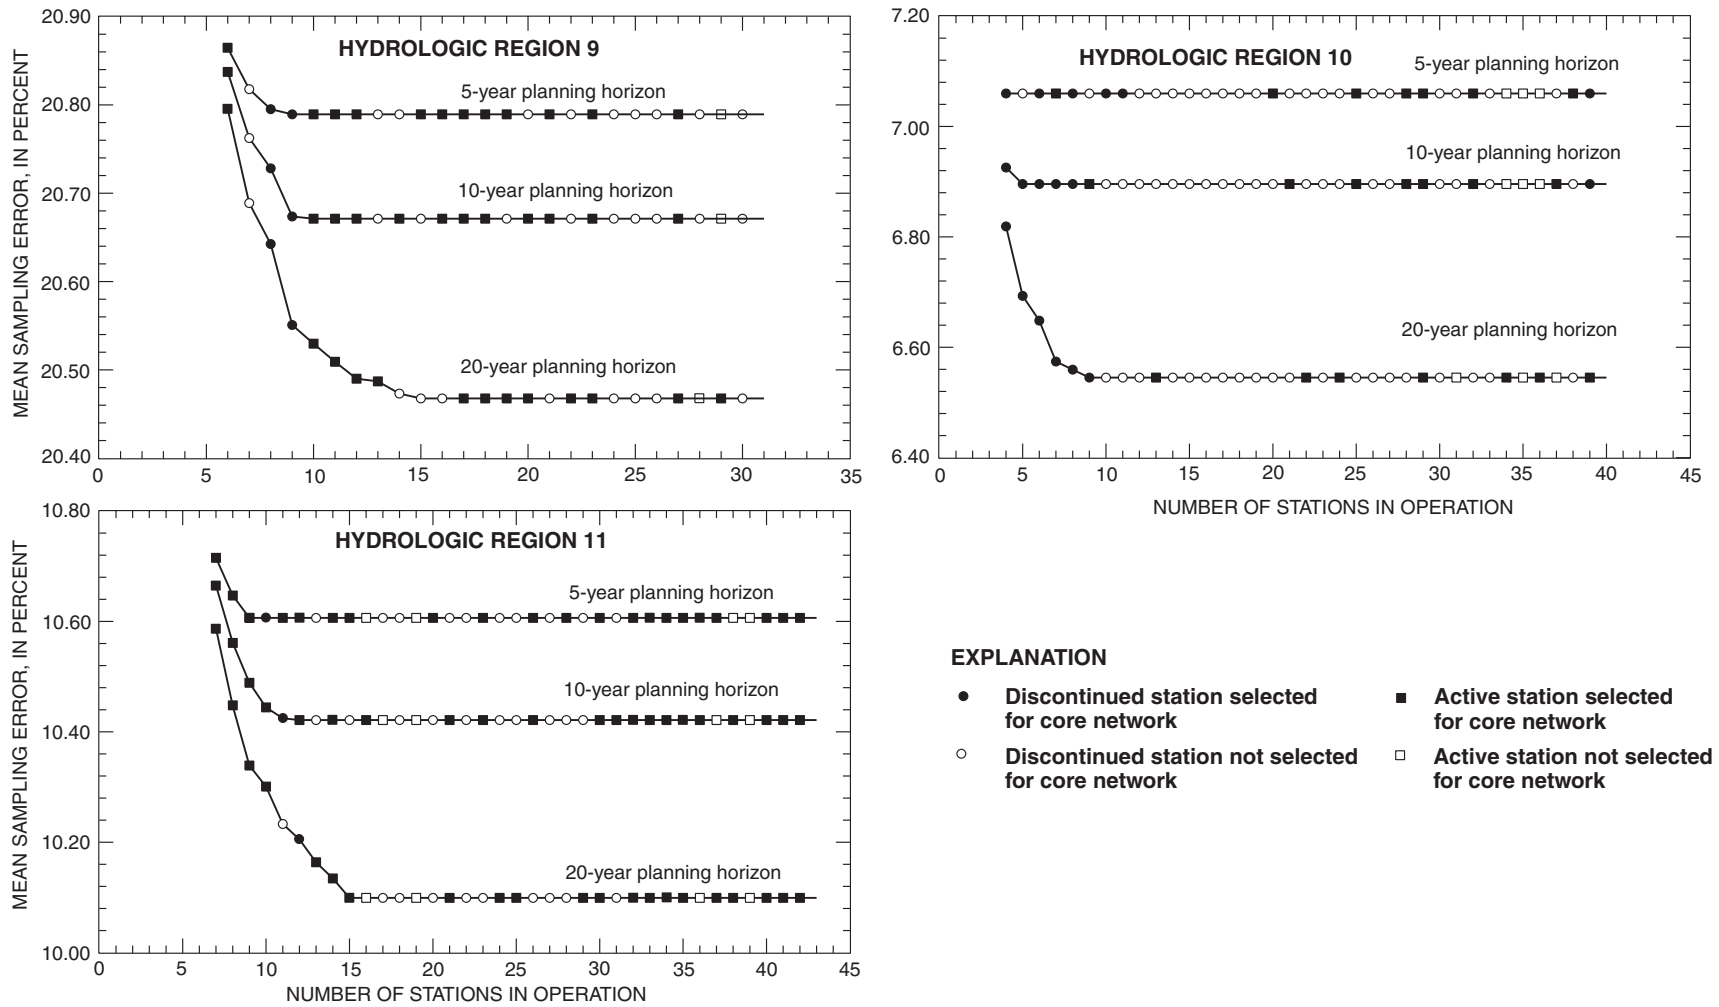 HYDROLOGIC REGION 9
MEAN SAMPLING ERROR, IN PERCENT
20.90
20.80
20.70
20.60
20.50
20.40
5-year planning horizon
10-year planning horizon
20-year planning horizon
0 5 10 15 20 25 30 35
HYDROLOGIC REGION 10
7.20
7.00
6.80
6.60
6.40
5-year planning horizon
10-year planning horizon
20-year planning horizon
0 5 10 15 20 25 30 35 40 45
NUMBER OF STATIONS IN OPERATION
HYDROLOGIC REGION 11
MEAN SAMPLING ERROR, IN PERCENT
10.80
10.60
10.40
10.20
10.00
5-year planning horizon
10-year planning horizon
20-year planning horizon
0 5 10 15 20 25 30 35 40 45
NUMBER OF STATIONS IN OPERATION
EXPLANATION
Discontinued station selected
for core network
Discontinued station not selected
for core network
Active station selected
for core network
Active station not selected
for core network